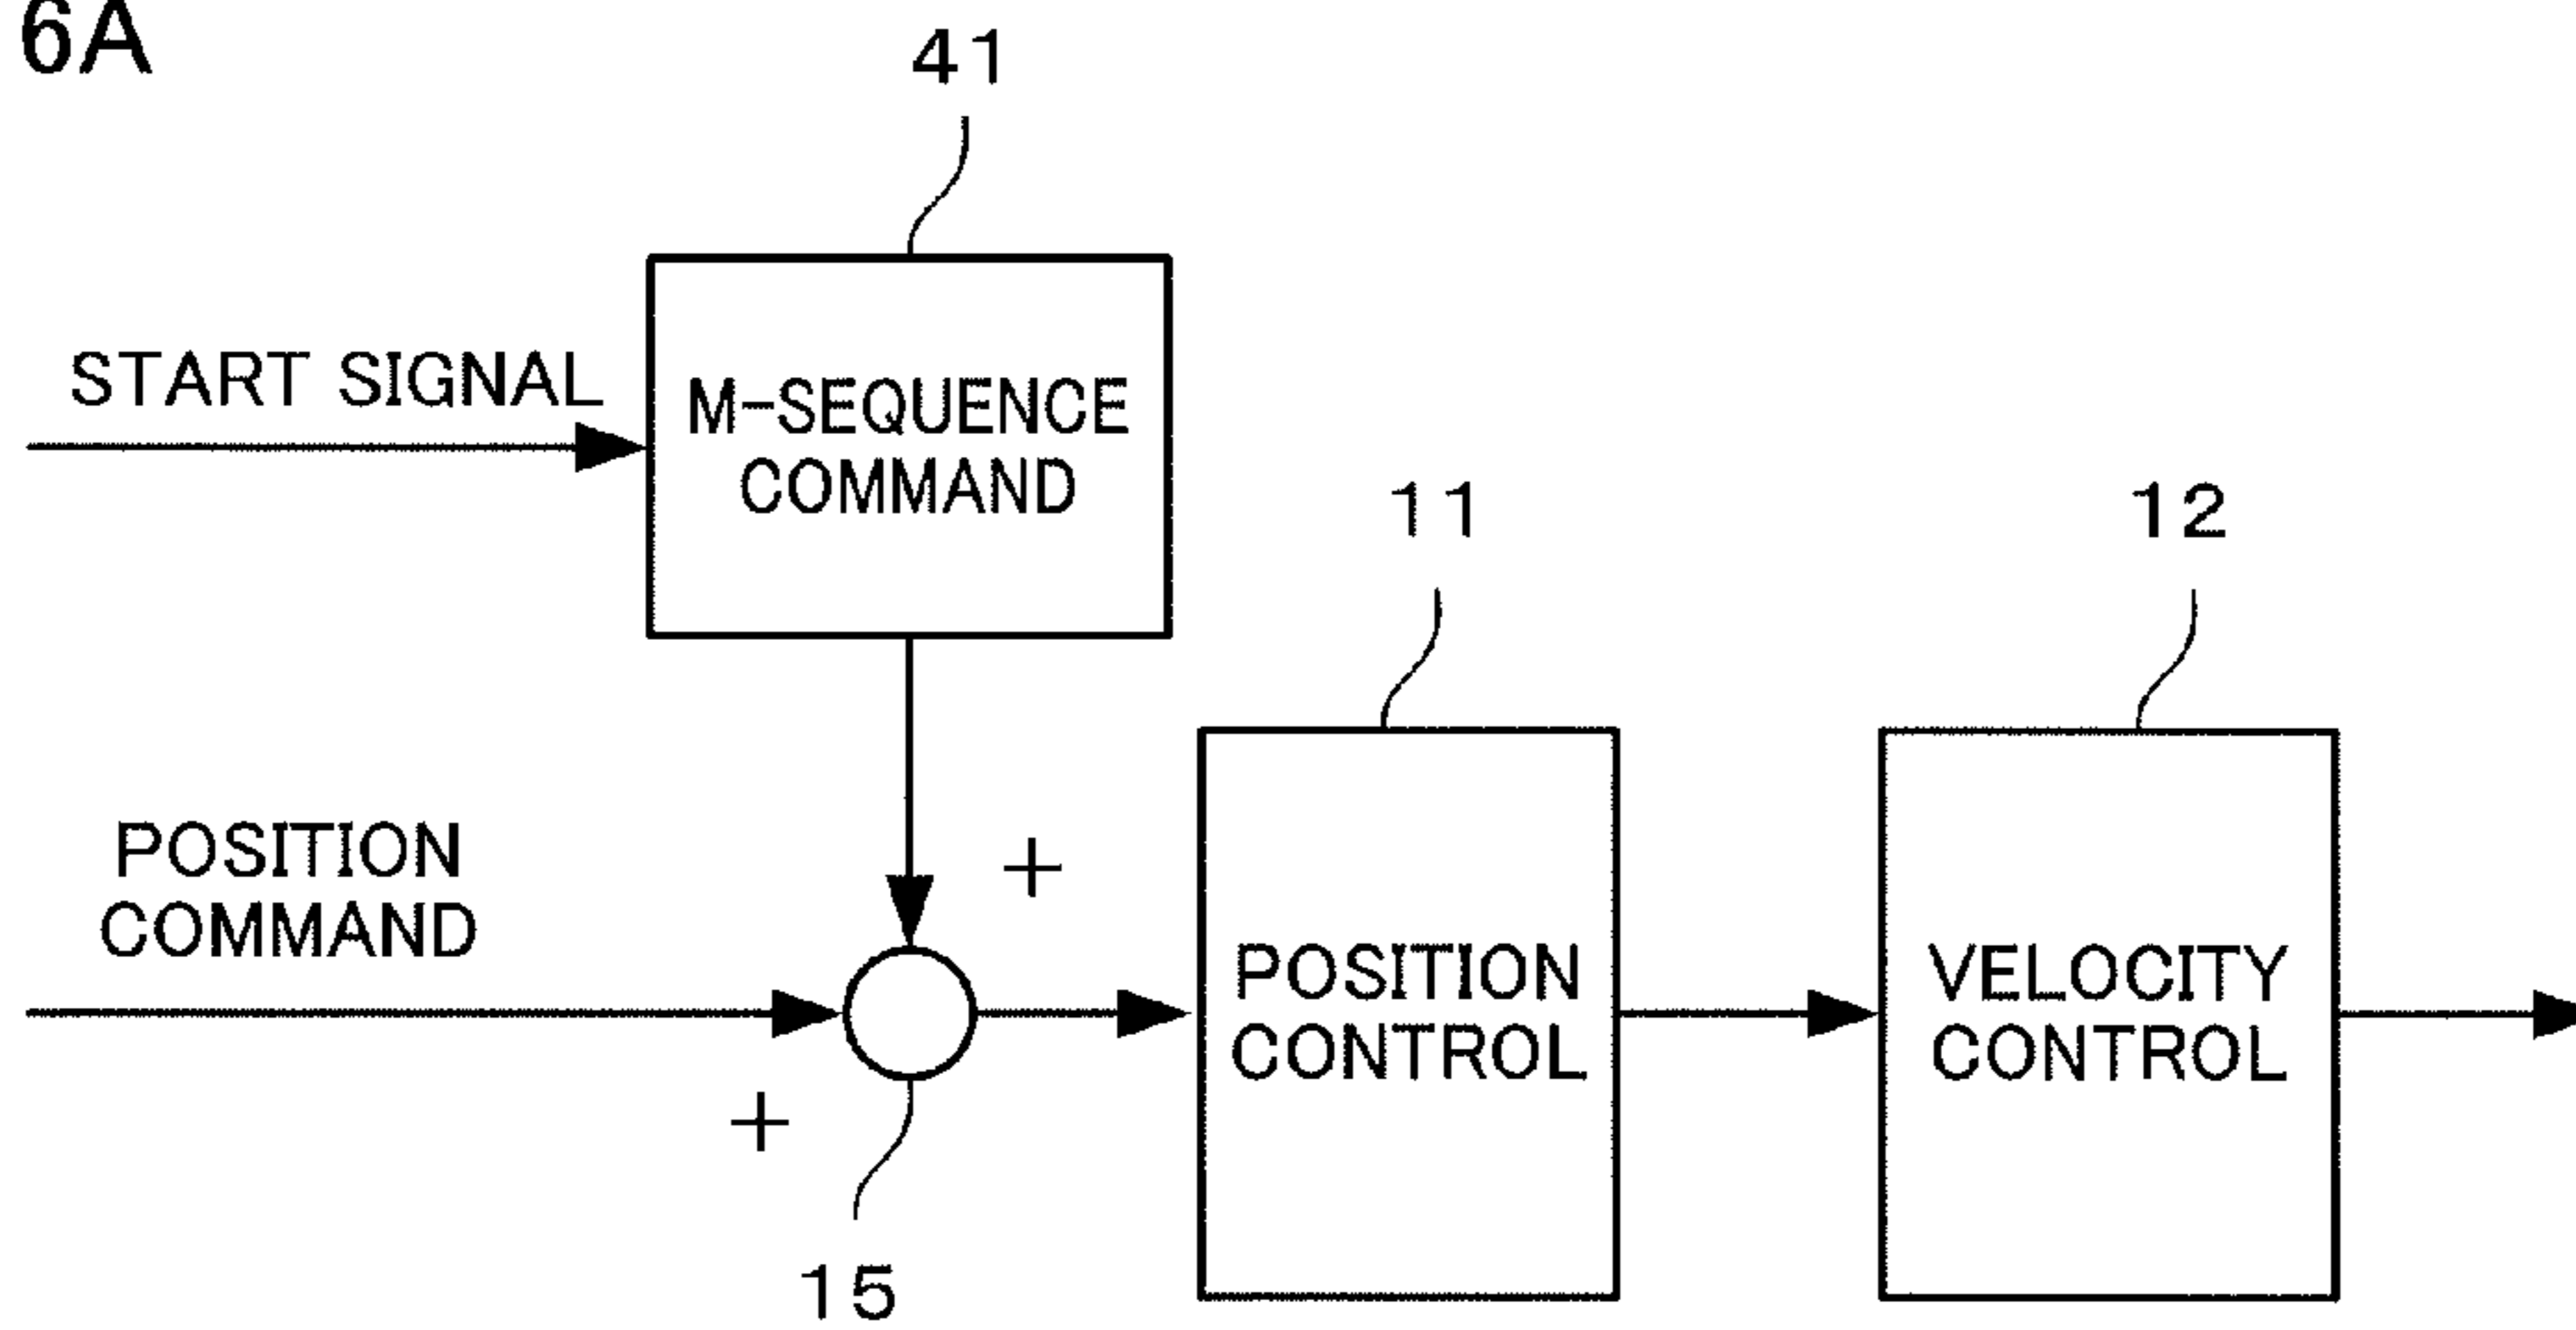 6A
41
START SIGNAL
M-SEQUENCE
COMMAND
11
12
POSITION
COMMAND
+
POSITION
CONTROL
VELOCITY
CONTROL
+
15